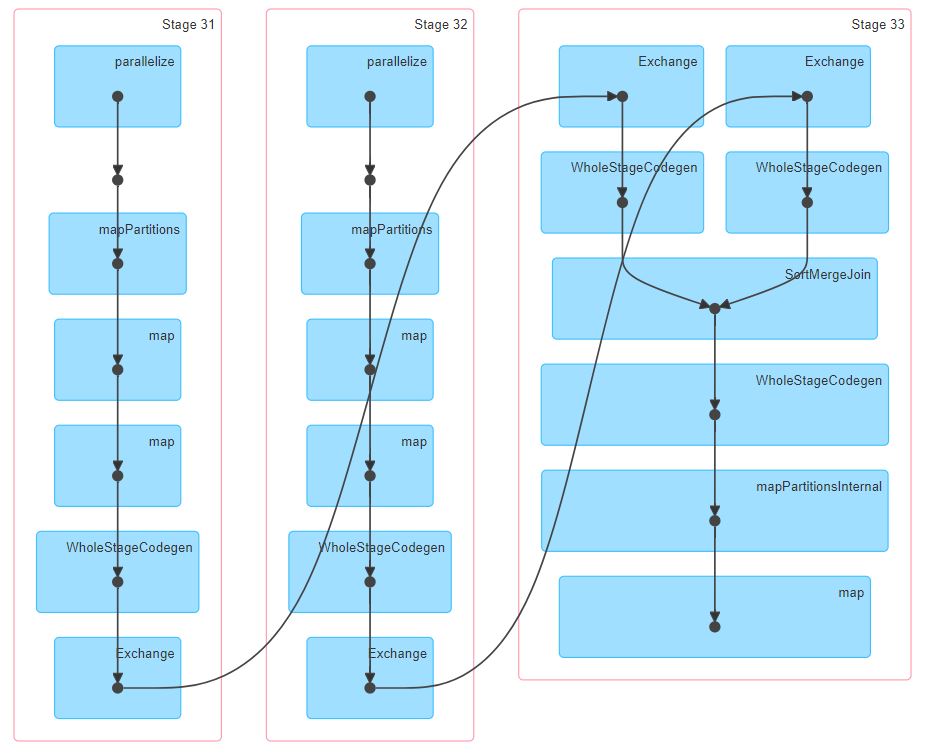 Stage 31
parallelize
mapPartitions
map
map
WholeStageCodegen
Exchange
Stage 32
parallelize
mapPartitions
map
map
WholeStageCodegen
Exchange
Stage 33
Exchange
Exchange
WholeStageCodegen
WholeStageCodegen
SortMergeJoin
WholeStageCodegen
mapPartitionsInternal
map